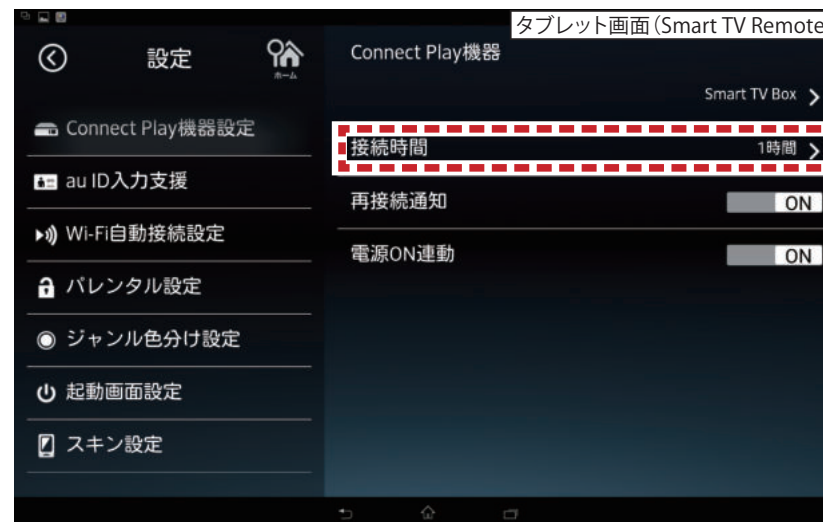 タブレット画面（Smart TV Remote
設定
ホーム
Connect Play機器設定
au ID入力支援
Wi-Fi自動接続設定
パレンタル設定
ジャンル色分け設定
起動画面設定
スキン設定
Connect Play機器
Smart TV Box
接続時間 1時間
再接続通知 ON
電源ON連動 ON